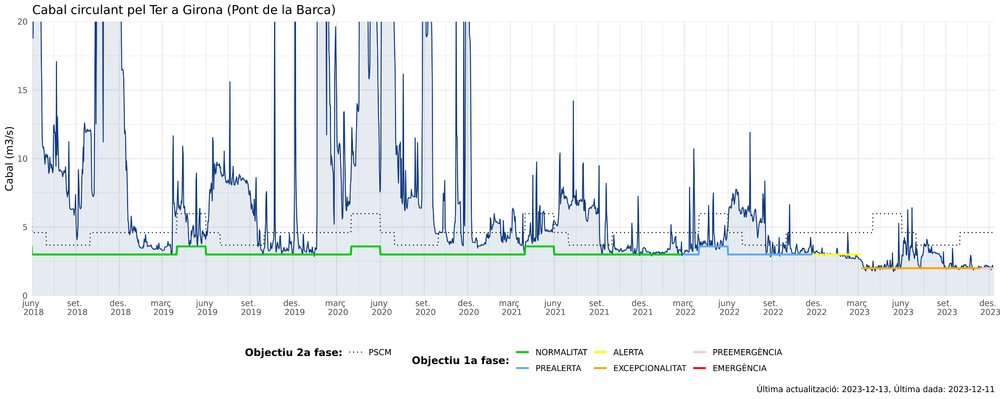 Cabal circulant pel Ter a Girona (Pont de la Barca)
Cabal (m3/s)
20
15
10
5
0
juny 2018
set. 2018
des. 2018
març 2019
juny 2019
set. 2019
des. 2019
març 2020
juny 2020
set. 2020
des. 2020
març 2021
juny 2021
set. 2021
des. 2021
març 2022
juny 2022
set. 2022
des. 2022
març 2023
juny 2023
set. 2023
des. 2023
Objectiu 2a fase:
PSCM
Objectiu 1a fase:
NORMALITAT
PREALERTA
ALERTA
EXCEPCIONALITAT
PREEMERGÈNCIA
EMERGÈNCIA
Última actualització: 2023-12-13, Última dada: 2023-12-11